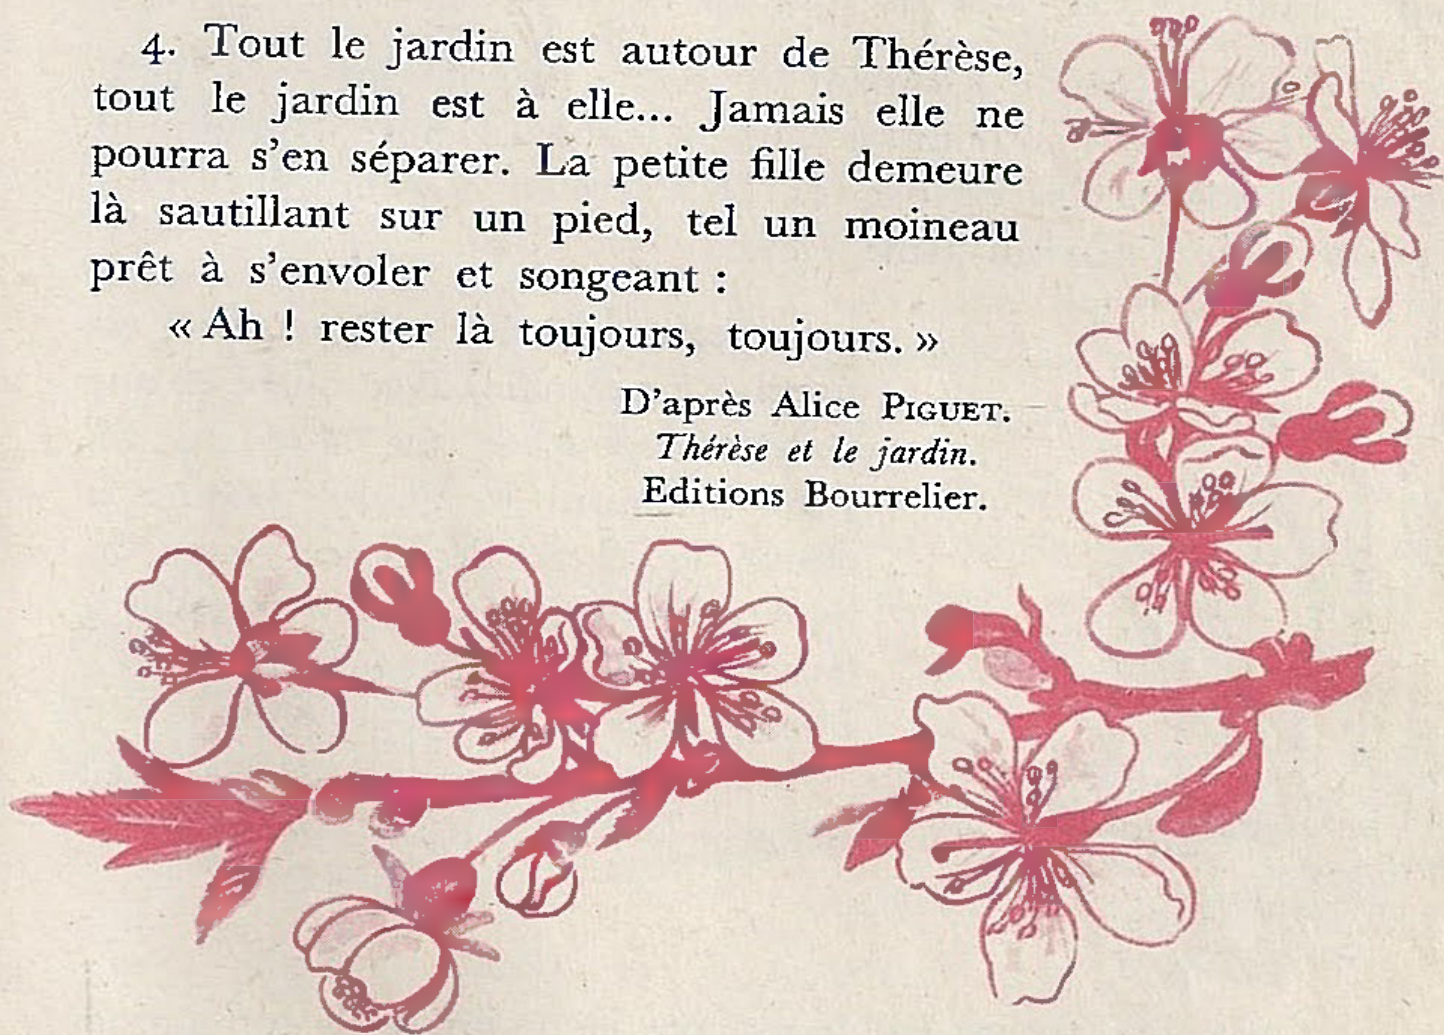 4. Tout le jardin est autour de Thérèse,
tout le jardin est à elle... Jamais elle ne
pourra s'en séparer. La petite fille demeure
là sautillant sur un pied, tel un moineau
prêt à s'envoler et songeant :
« Ah ! rester là toujours, toujours. »
D'après Alice PIGUET.
Thérèse et le jardin.
Editions Bourrelier.